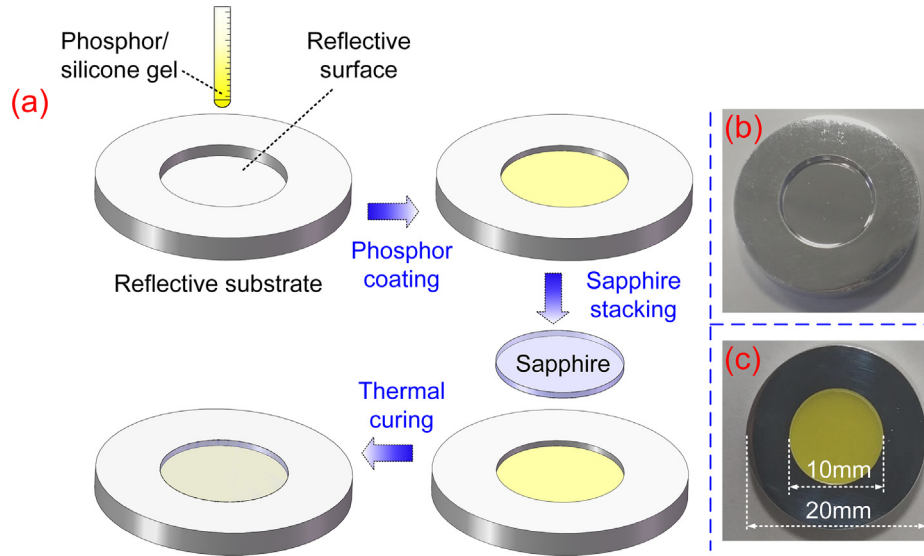 (a)
Phosphor/
silicone gel
Reflective
surface
Reflective substrate
Phosphor
coating
Sapphire
stacking
Sapphire
Thermal
curing
(b)
(c)
10mm
20mm